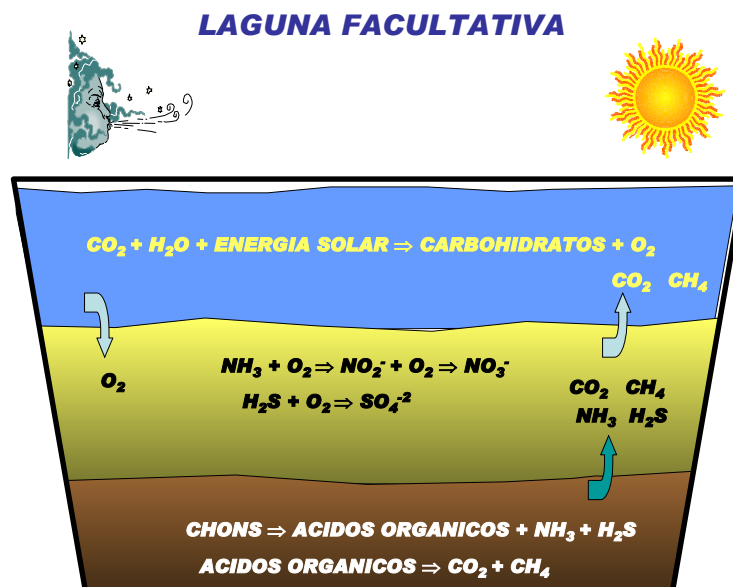 LAGUNA FACULTATIVA
CO₂ + H₂O + ENERGIA SOLAR ⇒ CARBOHIDRATOS + O₂
CO₂ CH₄
O₂
NH₃ + O₂ ⇒ NO₂⁻ + O₂ ⇒ NO₃⁻
H₂S + O₂ ⇒ SO₄⁻²
CO₂ CH₄
NH₃ H₂S
CHONS ⇒ ACIDOS ORGANICOS + NH₃ + H₂S
ACIDOS ORGANICOS ⇒ CO₂ + CH₄